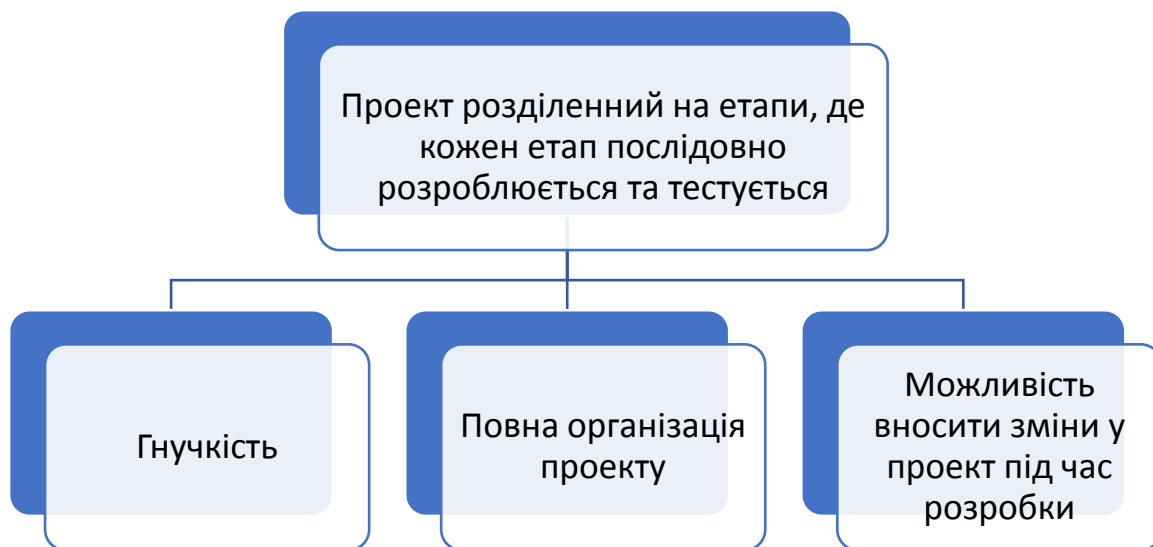 Проект розділенний на етапи, де
кожен етап послідовно
розроблюється та тестується
Гнучкість
Повна організація
проекту
Можливість
вносити зміни у
проект під час
розробки